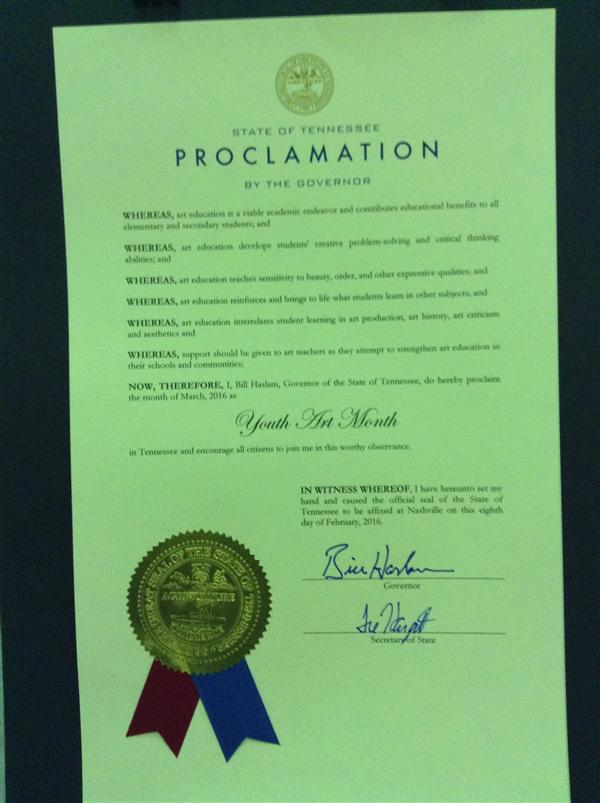 STATE OF TENNESSEE
PROCLAMATION
BY THE GOVERNOR
WHEREAS, art education is a viable academic endeavor and contributes educational benefits to all
elementary and secondary students; and
WHEREAS, art education develops students' creative problem-solving and critical thinking
abilities; and
WHEREAS, art education teaches sensitivity to beauty, order, and other expressive qualities; and
WHEREAS, art education reinforces and brings to life what students learn in other subjects; and
WHEREAS, art education interrelates student learning in art production, art history, art criticism
and aesthetics and
WHEREAS, support should be given to art teachers as they attempt to strengthen art education in
their schools and communities;
NOW, THEREFORE, I, Bill Haslam, Governor of the State of Tennessee, do hereby proclaim
the month of March, 2016 as
Youth Art Month
in Tennessee and encourage all citizens to join me in this worthy observance.
IN WITNESS WHEREOF, I have hereunto set my
hand and caused the official seal of the State of
Tennessee to be affixed at Nashville on this eighth
day of February, 2016.
Bill Haslam
Governor
Tre Hargett
Secretary of State
AGRICULTURE
COMMERCE